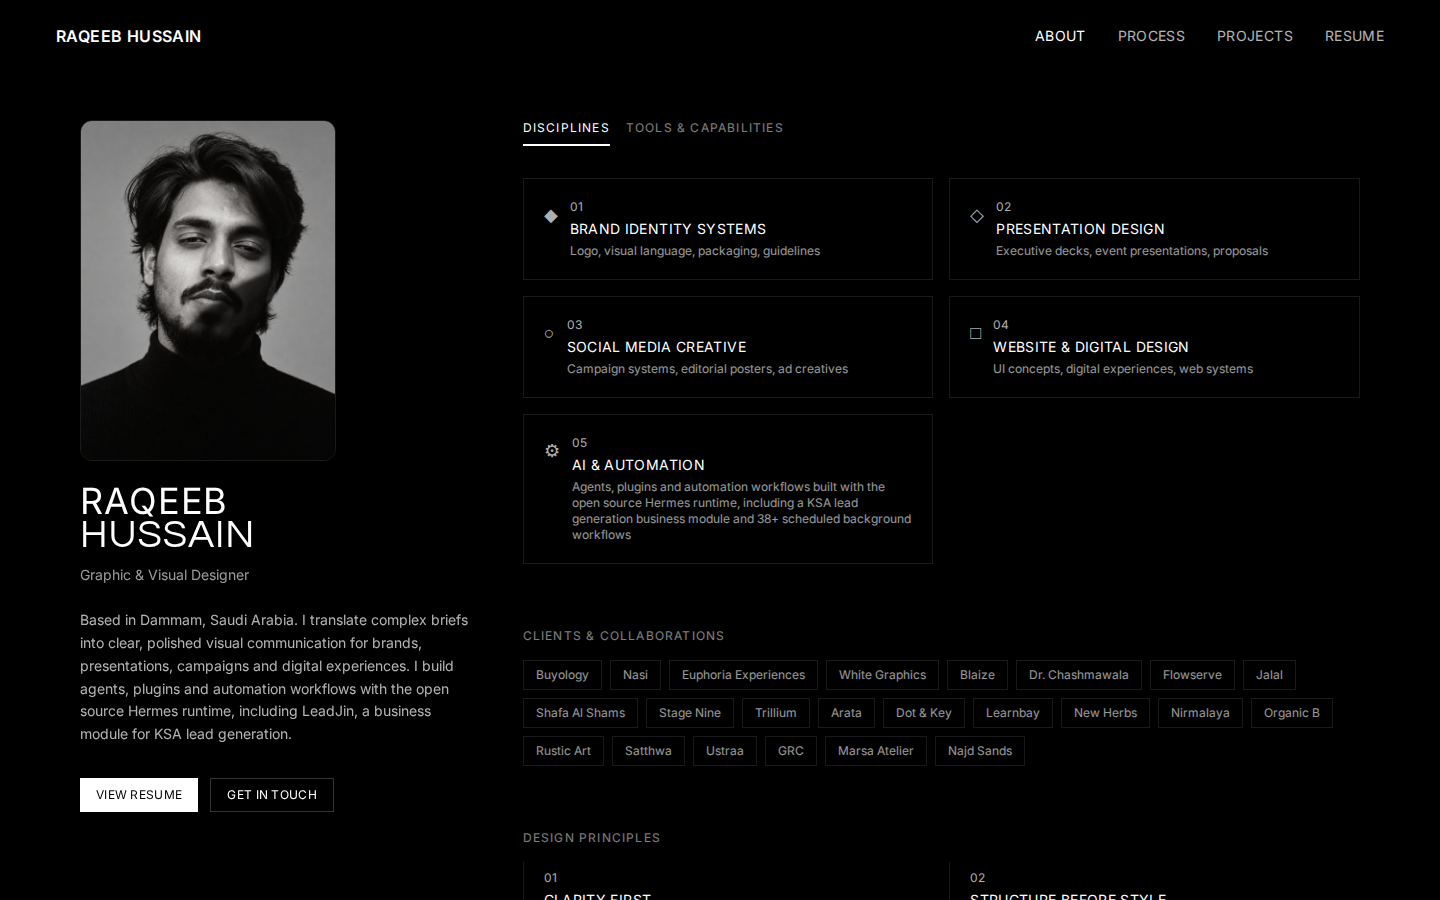 RAQEEB HUSSAIN
ABOUT
PROCESS
PROJECTS
RESUME
RAQEEB
HUSSAIN
Graphic & Visual Designer
Based in Dammam, Saudi Arabia. I translate complex briefs
into clear, polished visual communication for brands,
presentations, campaigns and digital experiences. I build
agents, plugins and automation workflows with the open
source Hermes runtime, including LeadJin, a business
module for KSA lead generation.
VIEW RESUME
GET IN TOUCH
DISCIPLINES
TOOLS & CAPABILITIES
01
BRAND IDENTITY SYSTEMS
Logo, visual language, packaging, guidelines
02
PRESENTATION DESIGN
Executive decks, event presentations, proposals
03
SOCIAL MEDIA CREATIVE
Campaign systems, editorial posters, ad creatives
04
WEBSITE & DIGITAL DESIGN
UI concepts, digital experiences, web systems
05
AI & AUTOMATION
Agents, plugins and automation workflows built with the
open source Hermes runtime, including a KSA lead
generation business module and 38+ scheduled background
workflows
CLIENTS & COLLABORATIONS
Buyology
Nasi
Euphoria Experiences
White Graphics
Blaize
Dr. Chashmawala
Flowserve
Jalal
Shafa Al Shams
Stage Nine
Trillium
Arata
Dot & Key
Learnbay
New Herbs
Nirmalaya
Organic B
Rustic Art
Satthwa
Ustraa
GRC
Marsa Atelier
Najd Sands
DESIGN PRINCIPLES
01
CLARITY FIRST
02
STRUCTURE BEFORE STYLE